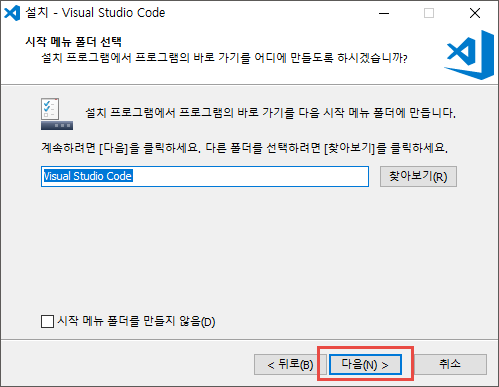 설치 - Visual Studio Code
시작 메뉴 폴더 선택
설치 프로그램에서 프로그램의 바로 가기를 어디에 만들도록 하시겠습니까?
설치 프로그램에서 프로그램의 바로 가기를 다음 시작 메뉴 폴더에 만듭니다.
계속하려면 [다음]을 클릭하세요. 다른 폴더를 선택하려면 [찾아보기]를 클릭하세요.
Visual Studio Code 찾아보기(R)
시작 메뉴 폴더를 만들지 않음(D)
< 뒤로(B) 다음(N) > 취소